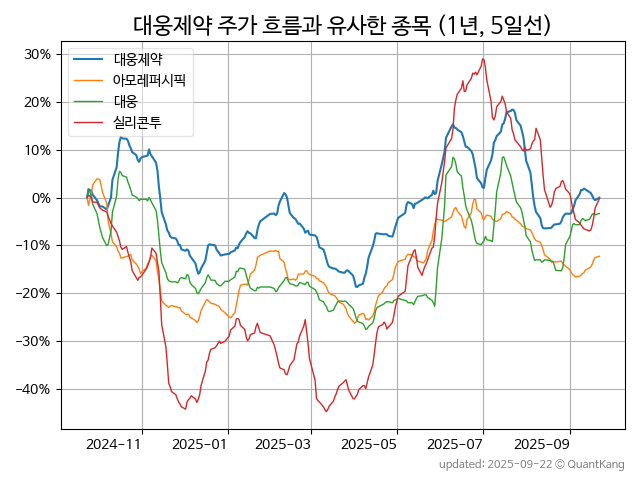 대웅제약 주가 흐름과 유사한 종목 (1년, 5일선)
30%
20%
10%
0%
−10%
−20%
−30%
−40%
대웅제약
아모레퍼시픽
대웅
실리콘투
2024-11
2025-01
2025-03
2025-05
2025-07
2025-09
updated: 2025-09-22 © QuantKang